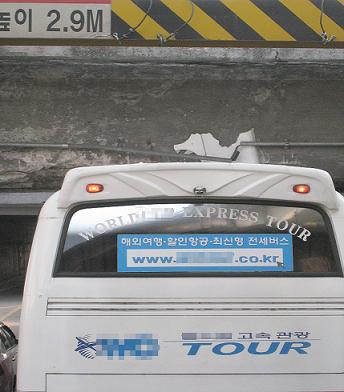 높이 2.9M
EXPRESS TOUR
해외여행·할인항공·최신형 전세버스
www. .co.kr
고속 관광
TOUR